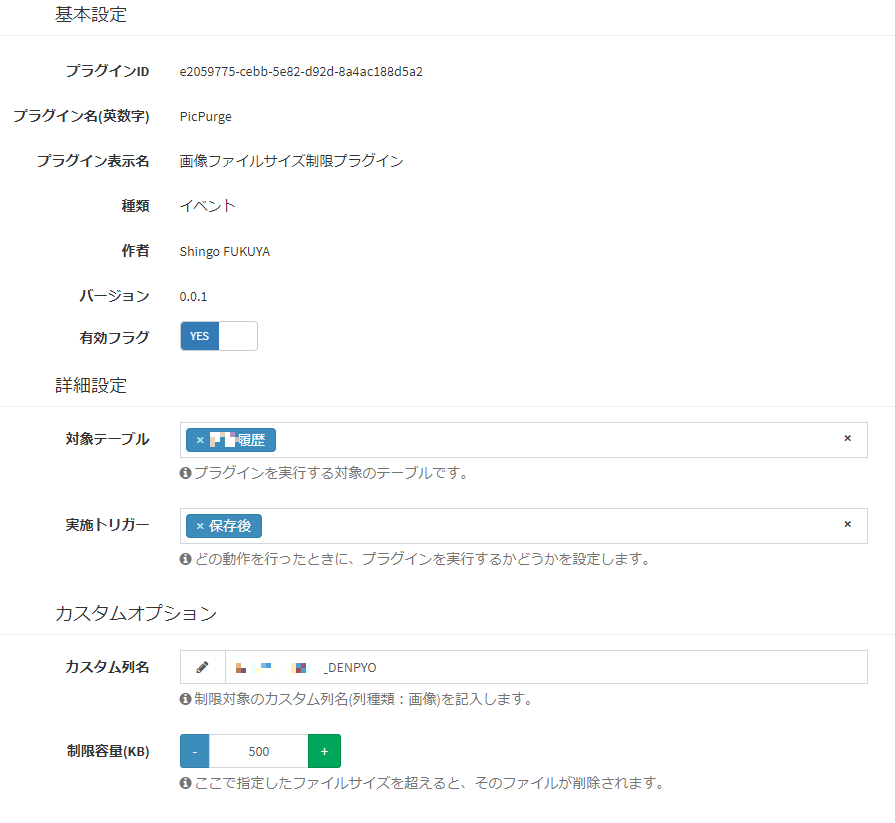 基本設定
プラグインID e2059775-cebb-5e82-d92d-8a4ac188d5a2
プラグイン名(英数字) PicPurge
プラグイン表示名 画像ファイルサイズ制限プラグイン
種類 イベント
作者 Shingo FUKUYA
バージョン 0.0.1
有効フラグ YES
詳細設定
対象テーブル × 履歴 ×
プラグインを実行する対象のテーブルです。
実施トリガー × 保存後 ×
どの動作を行ったときに、プラグインを実行するかどうかを設定します。
カスタムオプション
カスタム列名 _DENPYO
制限対象のカスタム列名(列種類：画像)を記入します。
制限容量(KB) - 500 +
ここで指定したファイルサイズを超えると、そのファイルが削除されます。